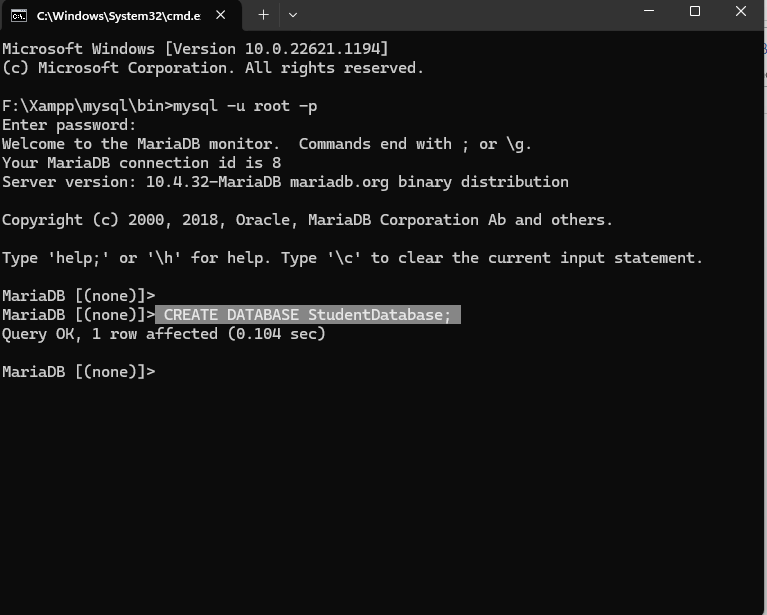 C:\Windows\System32\cmd.e
Microsoft Windows [Version 10.0.22621.1194]
(c) Microsoft Corporation. All rights reserved.
F:\Xampp\mysql\bin>mysql -u root -p
Enter password:
Welcome to the MariaDB monitor.  Commands end with ; or \g.
Your MariaDB connection id is 8
Server version: 10.4.32-MariaDB mariadb.org binary distribution
Copyright (c) 2000, 2018, Oracle, MariaDB Corporation Ab and others.
Type 'help;' or '\h' for help. Type '\c' to clear the current input statement.
MariaDB [(none)]>
MariaDB [(none)]> CREATE DATABASE StudentDatabase;
Query OK, 1 row affected (0.104 sec)
MariaDB [(none)]>